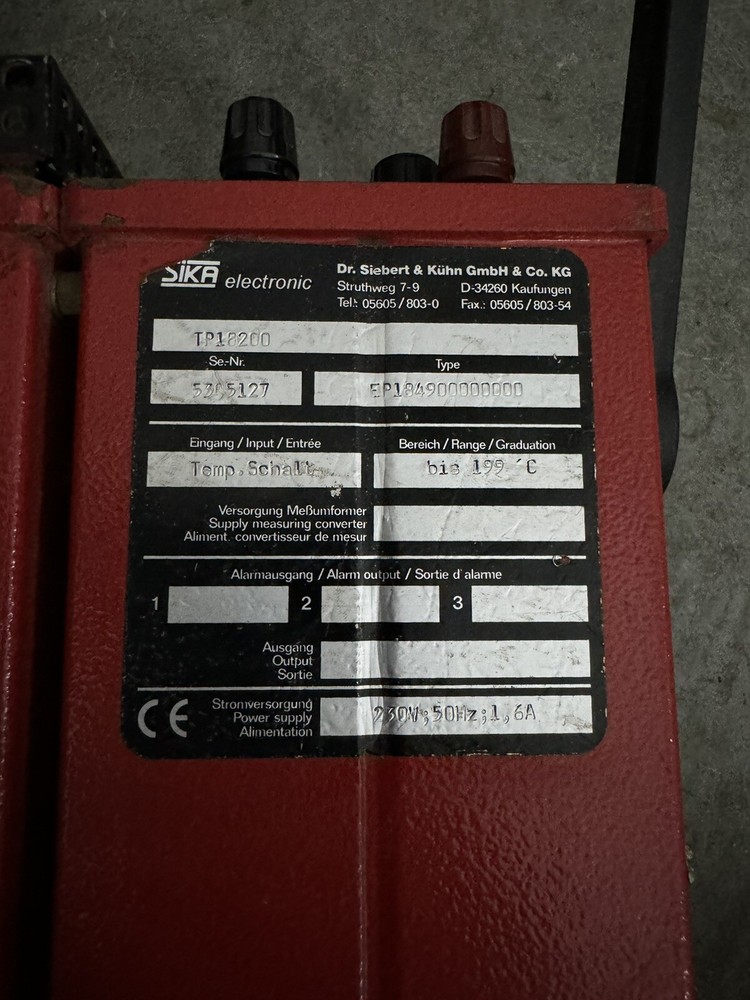 SIKA electronic
Dr. Siebert & Kühn GmbH & Co. KG
Struthweg 7-9 D-34260 Kaufungen
Tel.: 05605/803-0 Fax.: 05605/803-54
TP18200
Se.-Nr. Type
5305127 EP184900000000
Eingang/Input/Entrée Bereich/Range/Graduation
Temp.Schalt. bis 199 ´C
Versorgung Meßumformer
Supply measuring converter
Aliment. convertisseur de mesur
Alarmausgang/Alarm output/Sortie d'alarme
1 2 3
Ausgang
Output
Sortie
CE
Stromversorgung
Power supply
Alimentation
230V;50Hz;1,6A